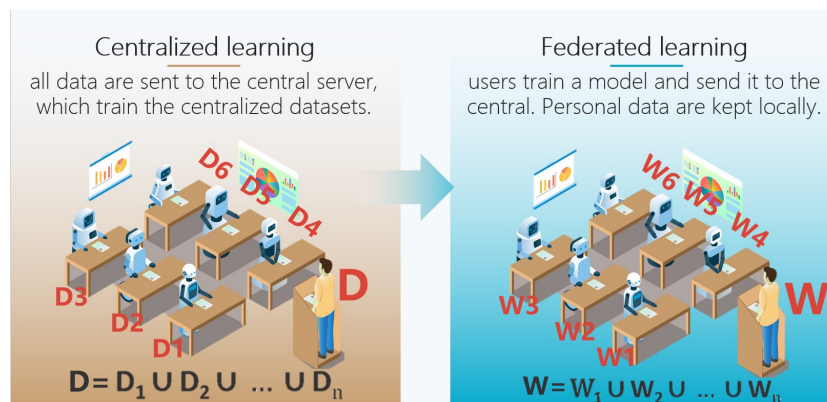 Centralized learning
all data are sent to the central server,
which train the centralized datasets.
D6
D5
D4
D3
D2
D1
D
D = D₁ ∪ D₂ ∪ ... ∪ Dₙ
Federated learning
users train a model and send it to the
central. Personal data are kept locally.
W6
W5
W4
W3
W2
W1
W
W = W₁ ∪ W₂ ∪ ... ∪ Wₙ